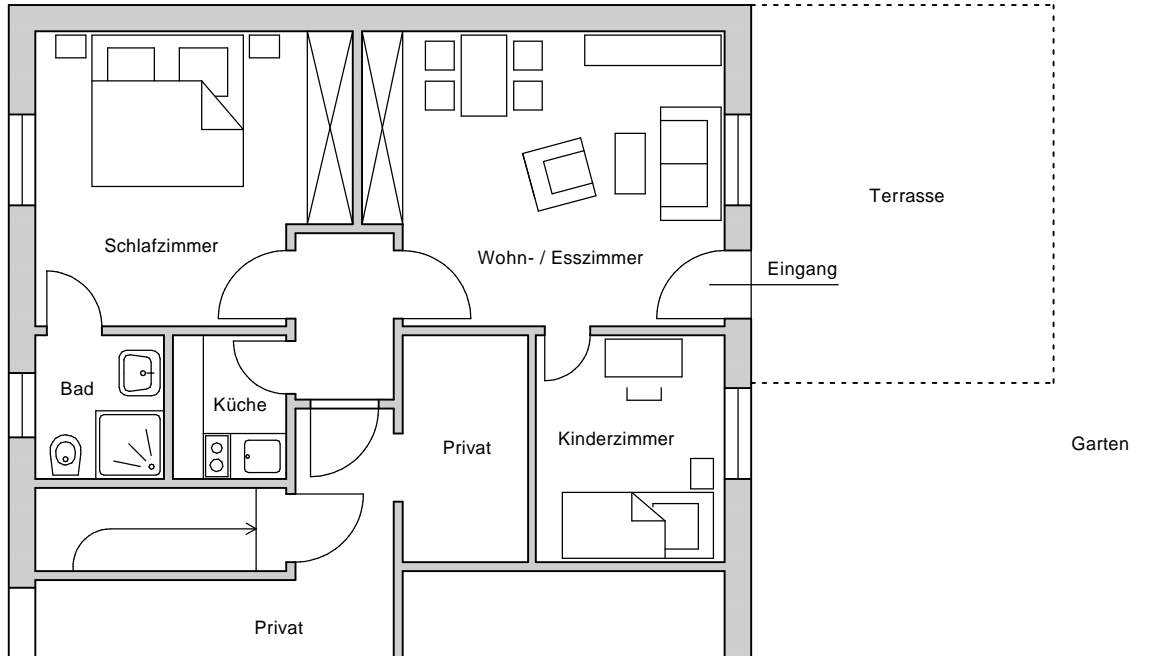 Terrasse
Schlafzimmer
Wohn- / Esszimmer
Eingang
Bad
Küche
Kinderzimmer
Privat
Garten
Privat